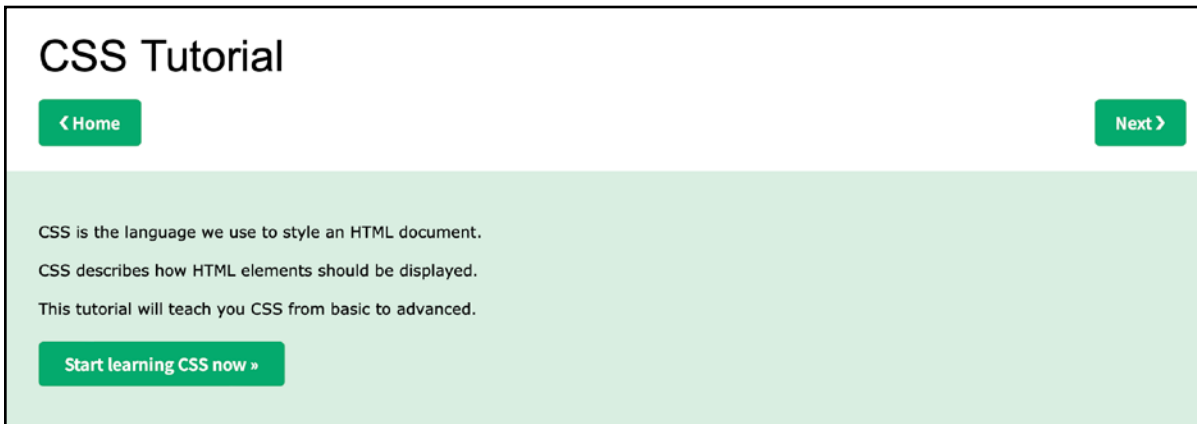 CSS Tutorial
❮ Home
Next ❯
CSS is the language we use to style an HTML document.
CSS describes how HTML elements should be displayed.
This tutorial will teach you CSS from basic to advanced.
Start learning CSS now »